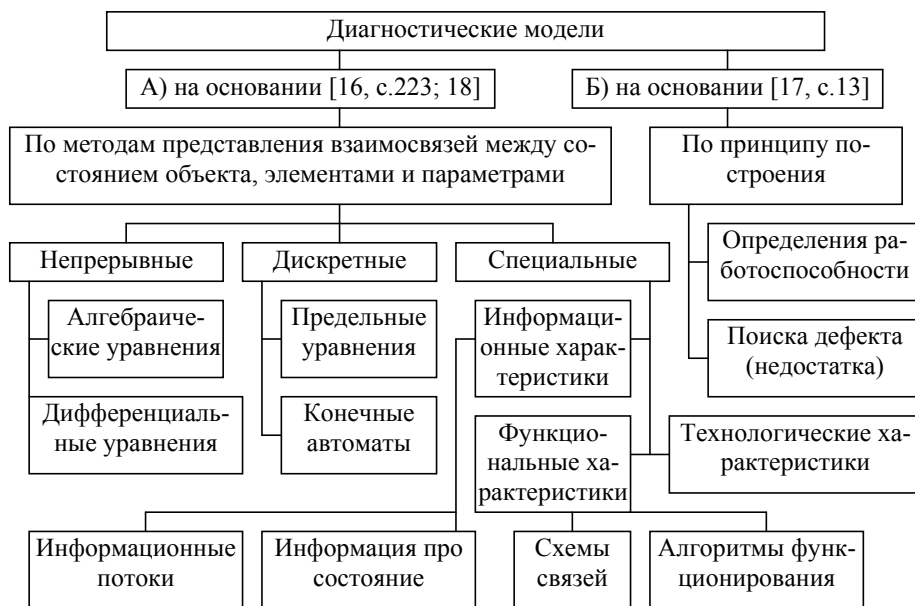 Диагностические модели
А) на основании [16, с.223; 18]
Б) на основании [17, с.13]
По методам представления взаимосвязей между со-
стоянием объекта, элементами и параметрами
По принципу по-
строения
Непрерывные
Дискретные
Специальные
Определения ра-
ботоспособности
Алгебраиче-
ские уравнения
Предельные
уравнения
Информаци-
онные харак-
теристики
Поиска дефекта
(недостатка)
Дифференциаль-
ные уравнения
Конечные
автоматы
Функцио-
нальные ха-
рактеристики
Технологические ха-
рактеристики
Информационные
потоки
Информация про
состояние
Схемы
связей
Алгоритмы функ-
ционирования